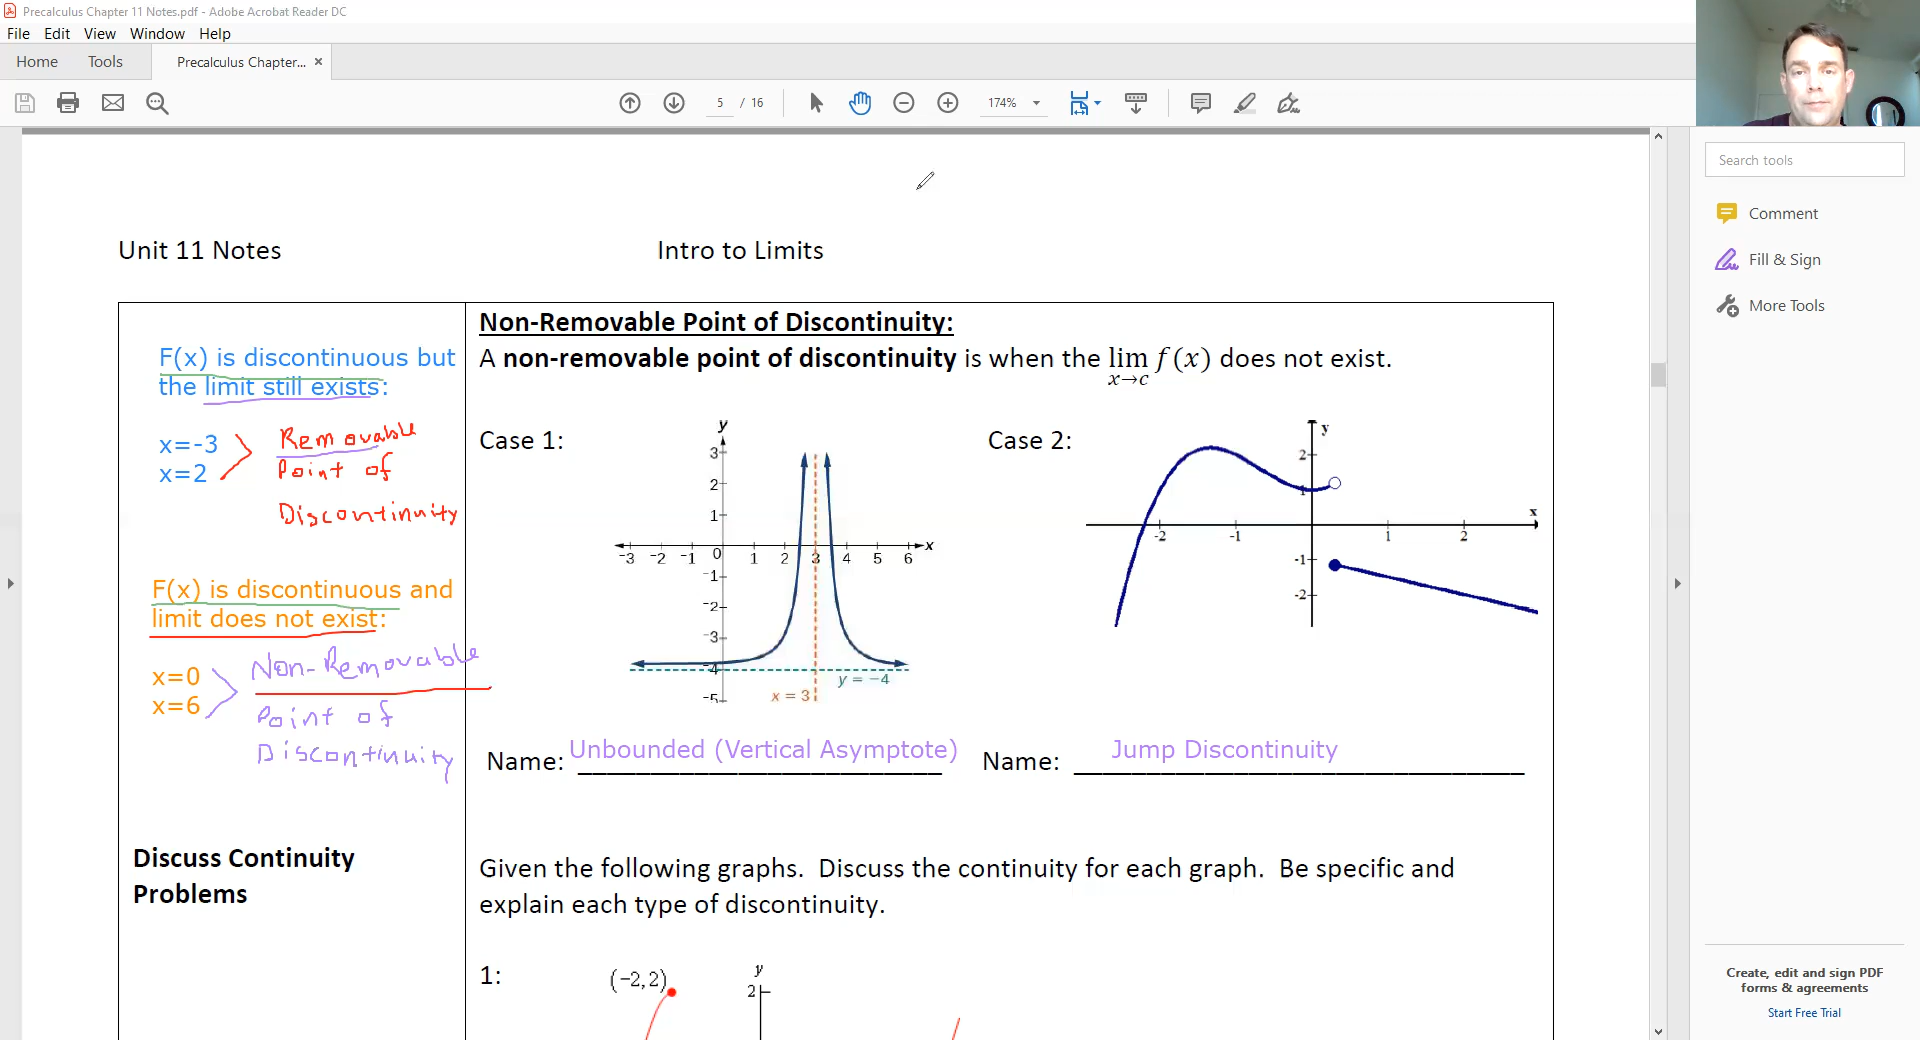 Precalculus Chapter 11 Notes.pdf - Adobe Acrobat Reader DC
File Edit View Window Help
Home Tools Precalculus Chapter... ×
5 / 16 174%
Search tools
Comment
Fill & Sign
More Tools
Unit 11 Notes Intro to Limits
F(x) is discontinuous but
the limit still exists:
x=-3
x=2
Removable
Point of
Discontinuity
F(x) is discontinuous and
limit does not exist:
x=0
x=6
Non-Removable
Point of
Discontinuity
Discuss Continuity
Problems
Non-Removable Point of Discontinuity:
A non-removable point of discontinuity is when the lim f(x) does not exist.
x→c
Case 1:
y
3
2
1
-3 -2 -1 0 1 2 3 4 5 6 x
-1
-2
-3
-4
-5
y = -4
x = 3
Case 2:
y
2
1
x
-2 -1 1 2
-1
-2
Name: Unbounded (Vertical Asymptote)
Name: Jump Discontinuity
Given the following graphs. Discuss the continuity for each graph. Be specific and
explain each type of discontinuity.
1: (-2,2) y
2
Create, edit and sign PDF
forms & agreements
Start Free Trial